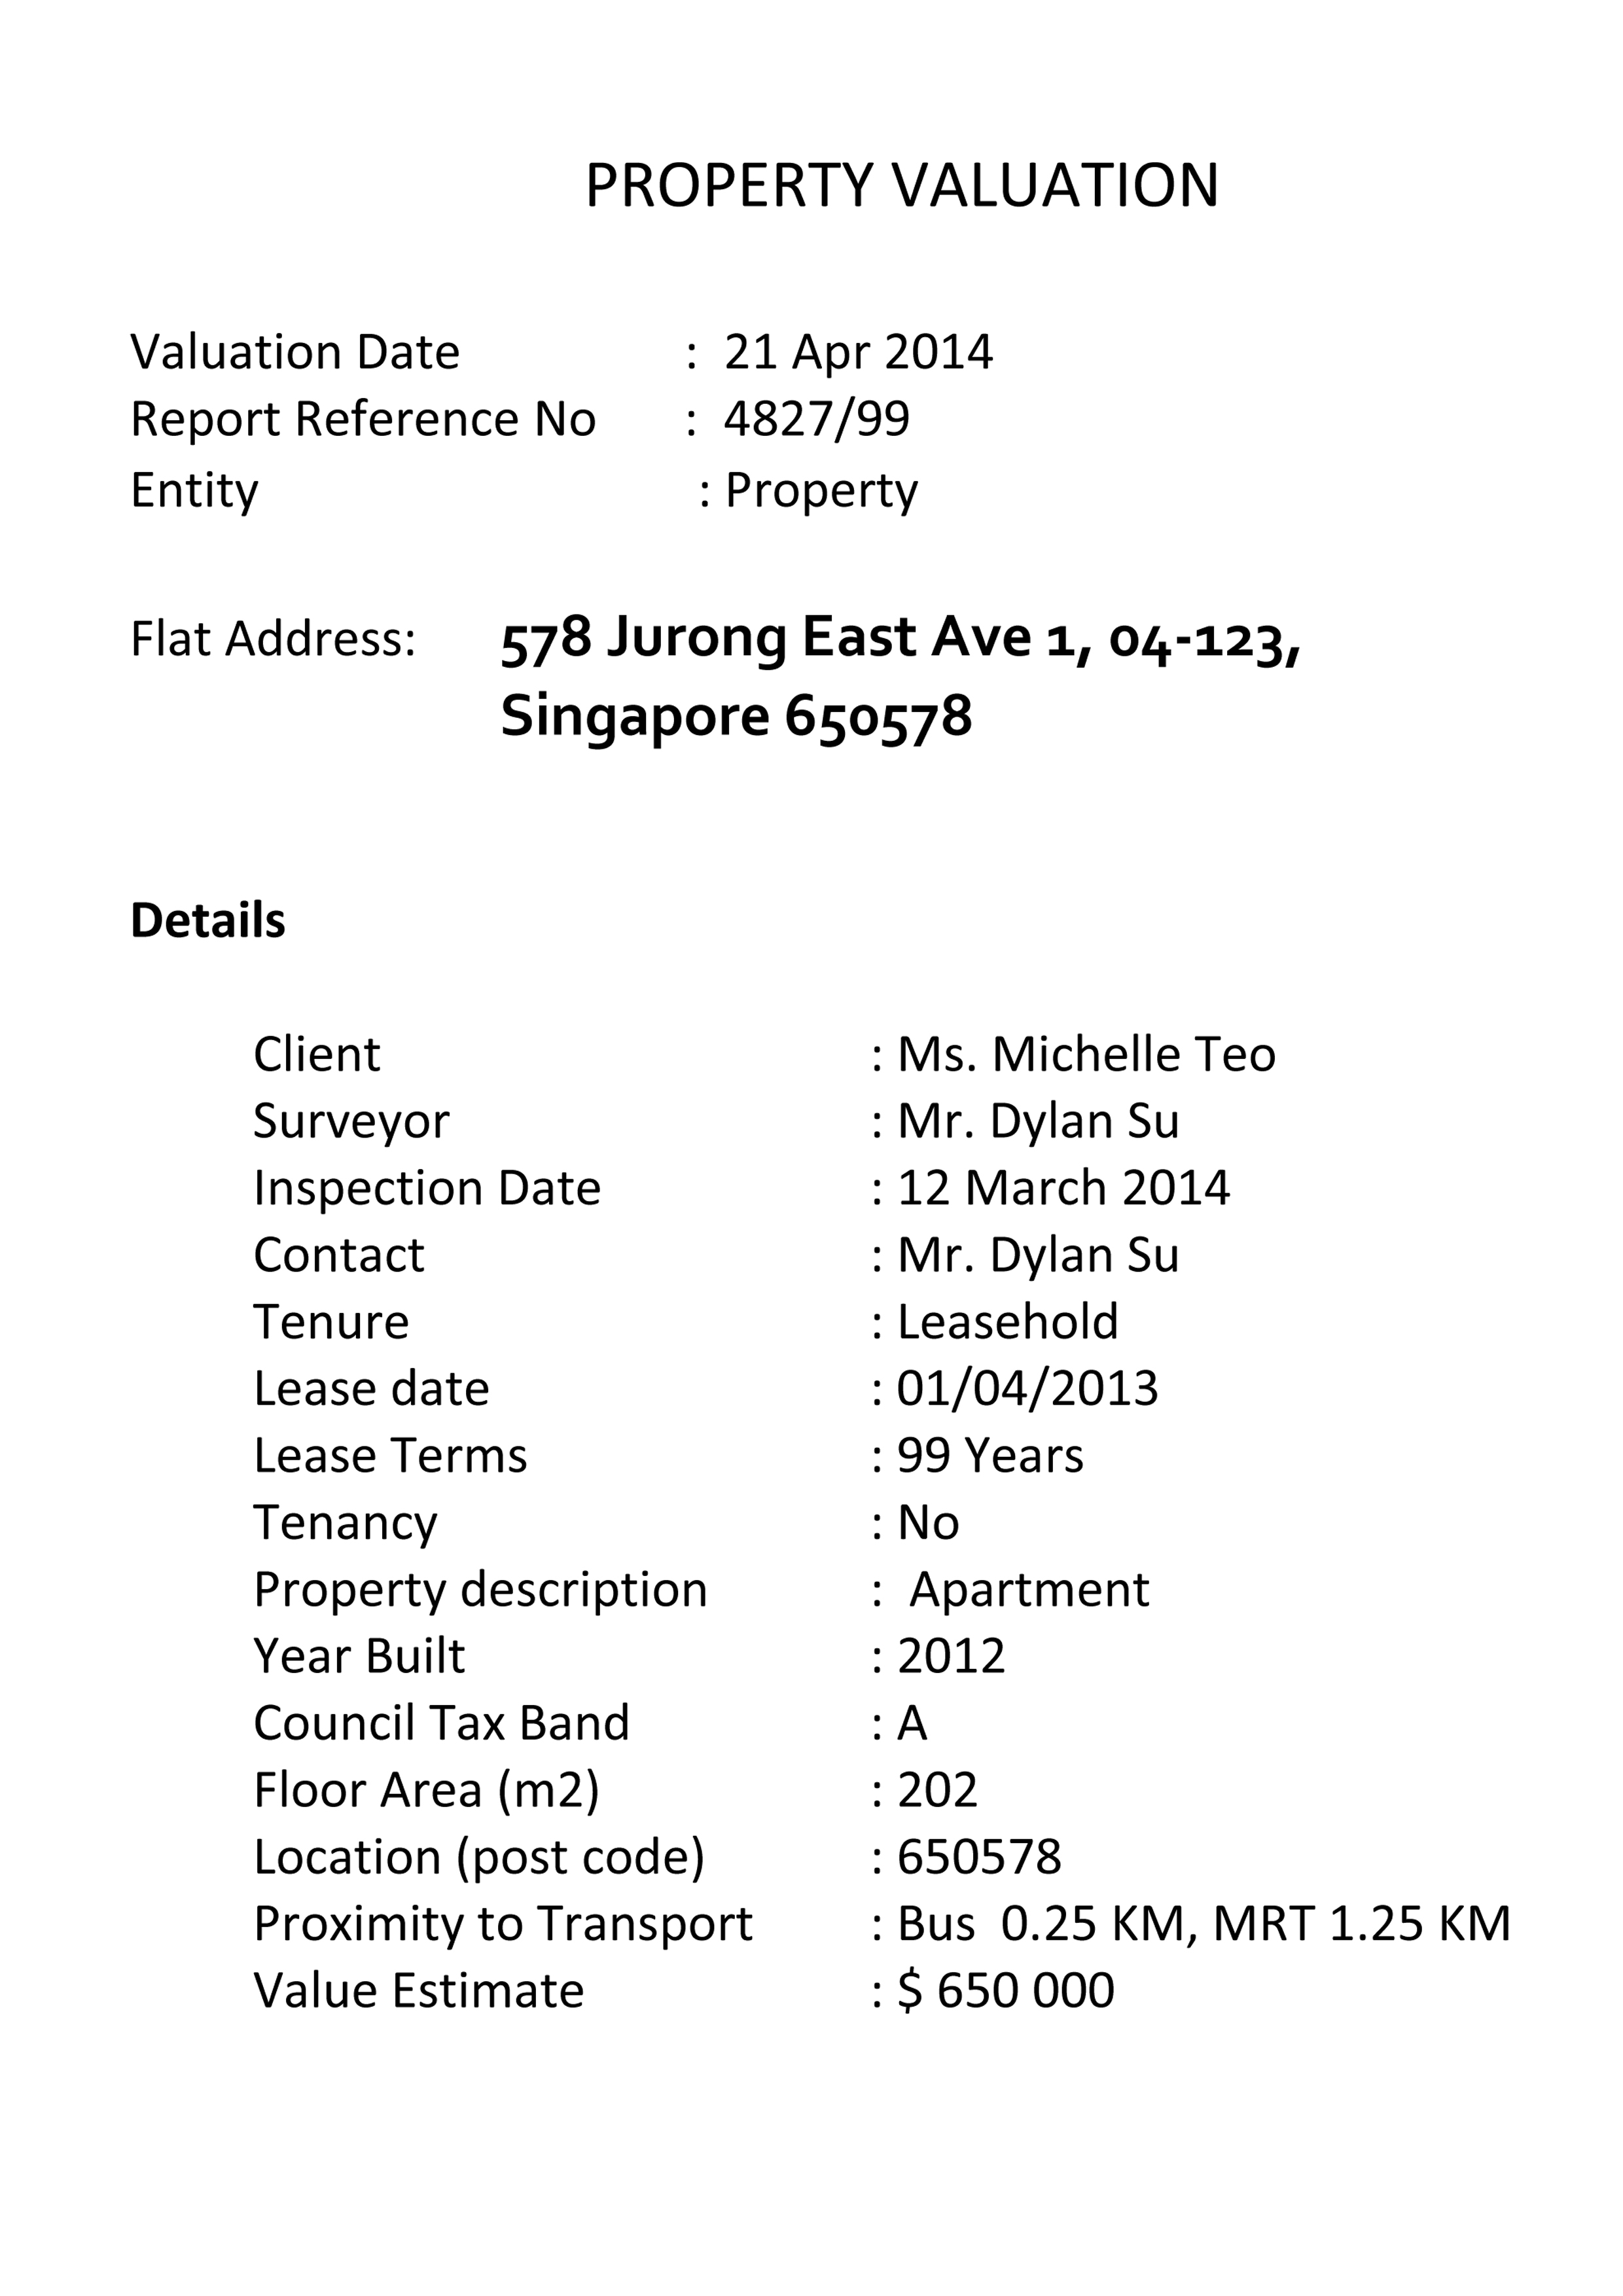 PROPERTY VALUATION
Valuation Date : 21 Apr 2014
Report Reference No : 4827/99
Entity : Property
Flat Address: 578 Jurong East Ave 1, 04-123,
Singapore 650578
Details
Client : Ms. Michelle Teo
Surveyor : Mr. Dylan Su
Inspection Date : 12 March 2014
Contact : Mr. Dylan Su
Tenure : Leasehold
Lease date : 01/04/2013
Lease Terms : 99 Years
Tenancy : No
Property description : Apartment
Year Built : 2012
Council Tax Band : A
Floor Area (m2) : 202
Location (post code) : 650578
Proximity to Transport : Bus 0.25 KM, MRT 1.25 KM
Value Estimate : $ 650 000